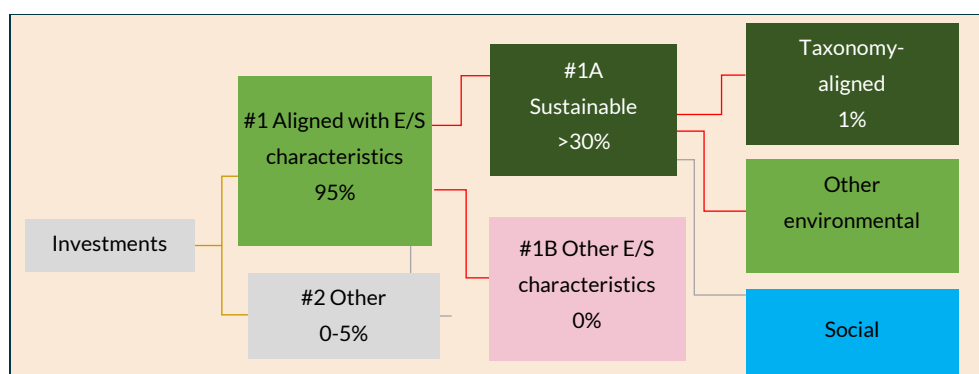 Investments
#1 Aligned with E/S
characteristics
95%
#2 Other
0-5%
#1A
Sustainable
>30%
#1B Other E/S
characteristics
0%
Taxonomy-
aligned
1%
Other
environmental
Social